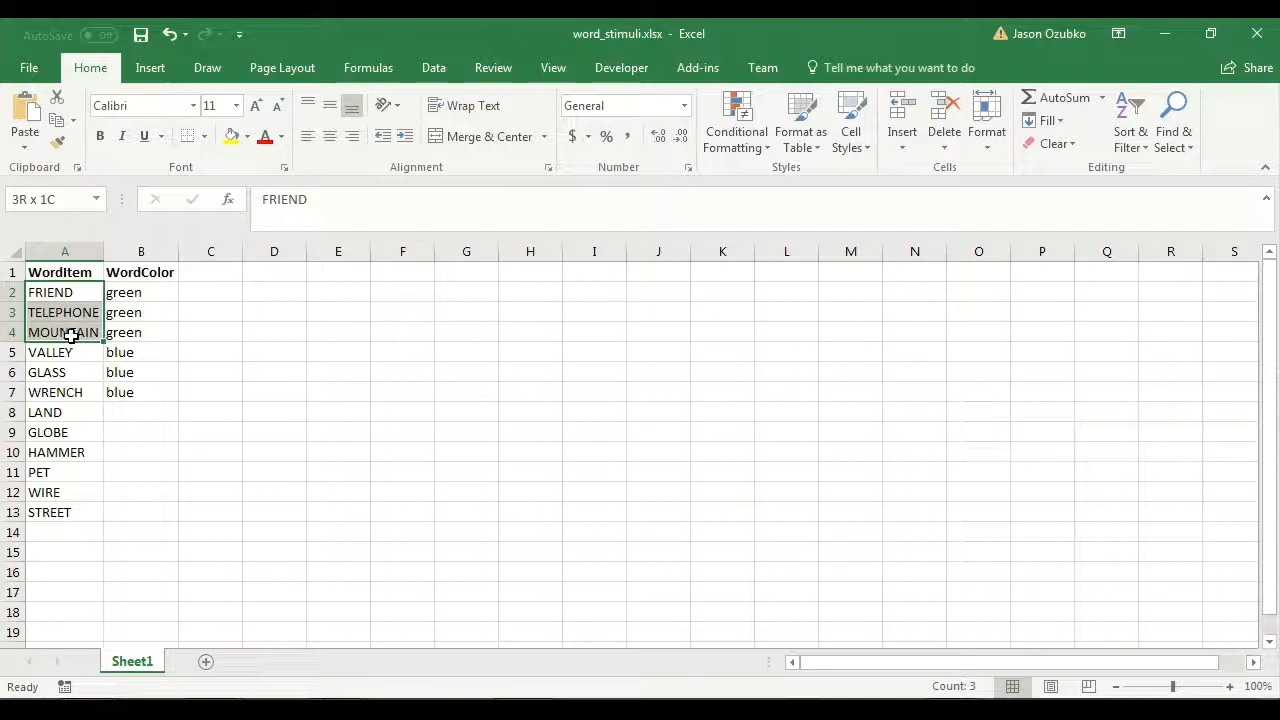 AutoSave Off word_stimuli.xlsx - Excel Jason Ozubko
File Home Insert Draw Page Layout Formulas Data Review View Developer Add-ins Team Tell me what you want to do Share
Paste
Clipboard
Calibri 11
B I U
Font
Wrap Text
Merge & Center
Alignment
General
$ % ,
Number
Conditional Formatting
Format as Table
Cell Styles
Styles
Insert
Delete
Format
Cells
AutoSum
Fill
Clear
Sort & Filter
Find & Select
Editing
3R x 1C fx FRIEND
A B C D E F G H I J K L M N O P Q R S
1 WordItem WordColor
2 FRIEND green
3 TELEPHONE green
4 MOUNTAIN green
5 VALLEY blue
6 GLASS blue
7 WRENCH blue
8 LAND
9 GLOBE
10 HAMMER
11 PET
12 WIRE
13 STREET
14
15
16
17
18
19
Sheet1
Ready Count: 3 100%